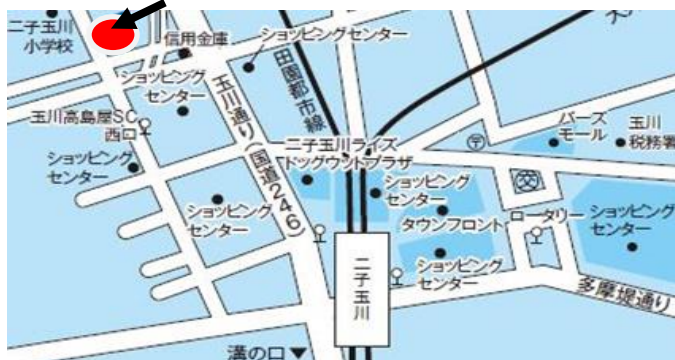 二子玉川
小学校
信用金庫
ショッピングセンター
ショッピング
センター
田園都市線
玉川通り(国道246)
玉川高島屋SC
西口
ショッピング
センター
二子玉川ライズ
ドッグウッドプラザ
バーズ
モール
玉川
税務署
ショッピング
センター
ショッピング
センター
タウンフロント
ロータリー
ショッピング
センター
ショッピング
センター
二子玉川
多摩堤通り
溝の口▼